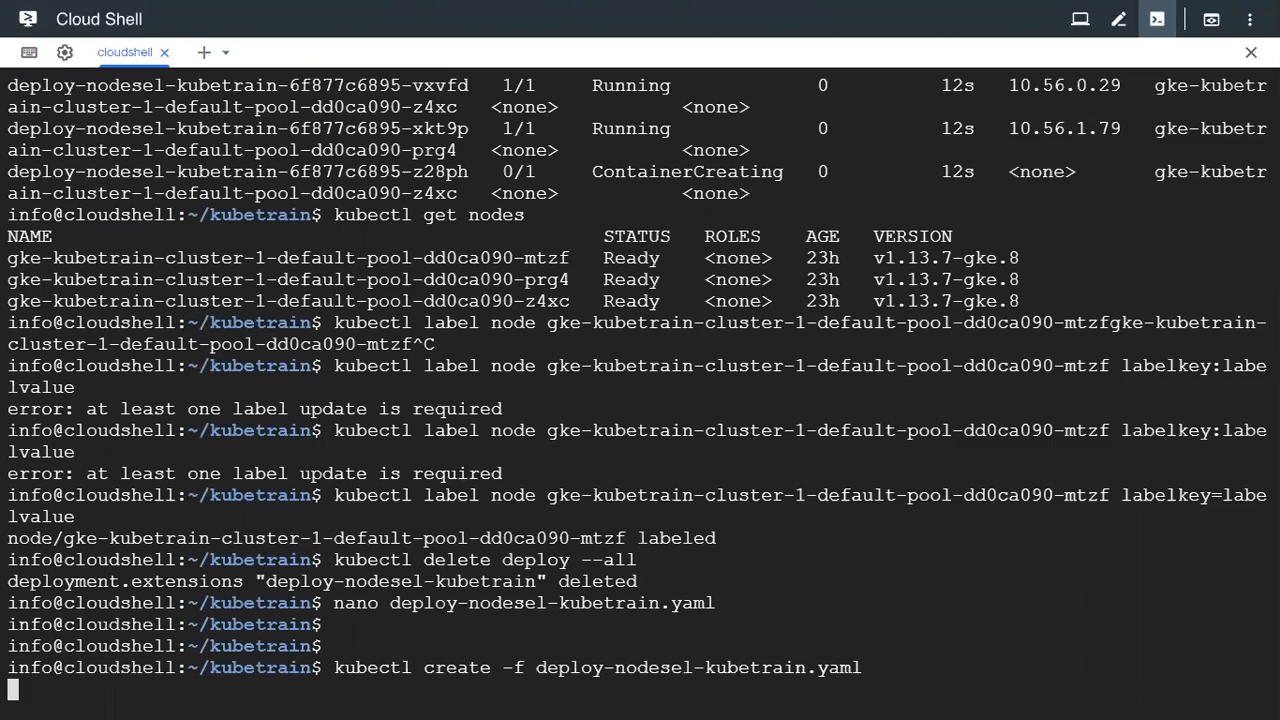 Cloud Shell
cloudshell
deploy-nodesel-kubetrain-6f877c6895-vxvfd   1/1     Running             0          12s   10.56.0.29   gke-kubetr
ain-cluster-1-default-pool-dd0ca090-z4xc   <none>           <none>
deploy-nodesel-kubetrain-6f877c6895-xkt9p   1/1     Running             0          12s   10.56.1.79   gke-kubetr
ain-cluster-1-default-pool-dd0ca090-prg4   <none>           <none>
deploy-nodesel-kubetrain-6f877c6895-z28ph   0/1     ContainerCreating   0          12s   <none>       gke-kubetr
ain-cluster-1-default-pool-dd0ca090-z4xc   <none>           <none>
info@cloudshell:~/kubetrain$ kubectl get nodes
NAME                                                 STATUS   ROLES    AGE   VERSION
gke-kubetrain-cluster-1-default-pool-dd0ca090-mtzf   Ready    <none>   23h   v1.13.7-gke.8
gke-kubetrain-cluster-1-default-pool-dd0ca090-prg4   Ready    <none>   23h   v1.13.7-gke.8
gke-kubetrain-cluster-1-default-pool-dd0ca090-z4xc   Ready    <none>   23h   v1.13.7-gke.8
info@cloudshell:~/kubetrain$ kubectl label node gke-kubetrain-cluster-1-default-pool-dd0ca090-mtzfgke-kubetrain-
cluster-1-default-pool-dd0ca090-mtzf^C
info@cloudshell:~/kubetrain$ kubectl label node gke-kubetrain-cluster-1-default-pool-dd0ca090-mtzf labelkey:labe
lvalue
error: at least one label update is required
info@cloudshell:~/kubetrain$ kubectl label node gke-kubetrain-cluster-1-default-pool-dd0ca090-mtzf labelkey:labe
lvalue
error: at least one label update is required
info@cloudshell:~/kubetrain$ kubectl label node gke-kubetrain-cluster-1-default-pool-dd0ca090-mtzf labelkey=labe
lvalue
node/gke-kubetrain-cluster-1-default-pool-dd0ca090-mtzf labeled
info@cloudshell:~/kubetrain$ kubectl delete deploy --all
deployment.extensions "deploy-nodesel-kubetrain" deleted
info@cloudshell:~/kubetrain$ nano deploy-nodesel-kubetrain.yaml
info@cloudshell:~/kubetrain$
info@cloudshell:~/kubetrain$
info@cloudshell:~/kubetrain$ kubectl create -f deploy-nodesel-kubetrain.yaml